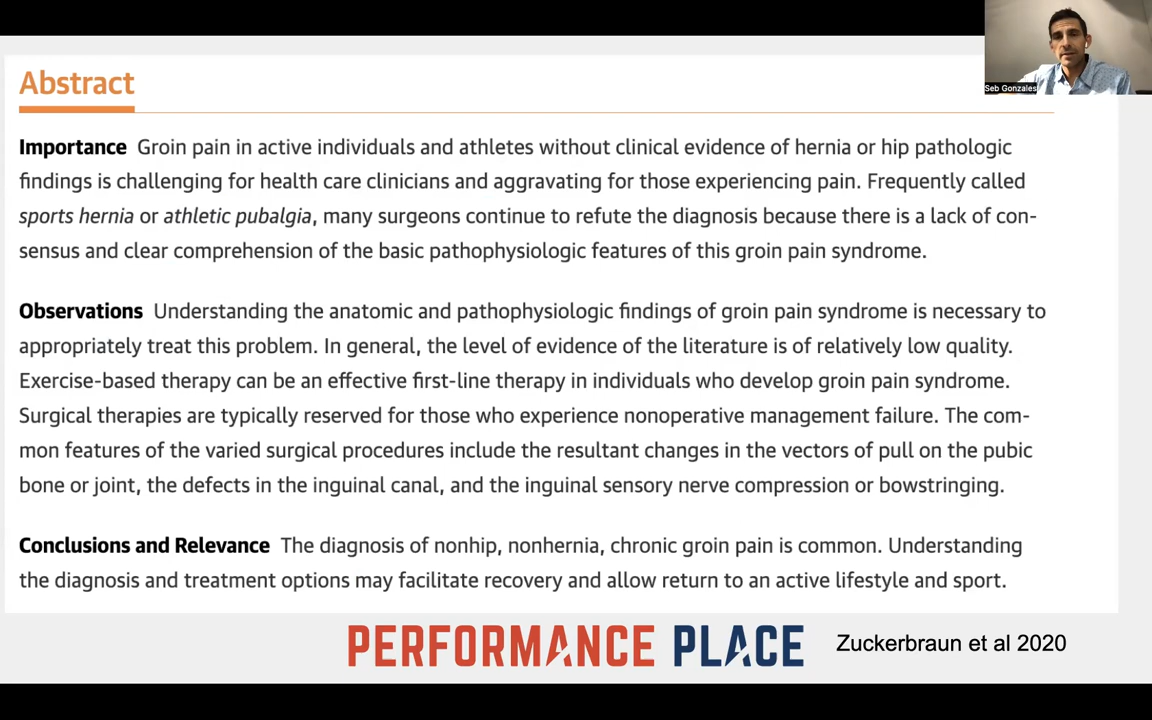 Seb Gonzales
Abstract
Importance Groin pain in active individuals and athletes without clinical evidence of hernia or hip pathologic
findings is challenging for health care clinicians and aggravating for those experiencing pain. Frequently called
sports hernia or athletic pubalgia, many surgeons continue to refute the diagnosis because there is a lack of con-
sensus and clear comprehension of the basic pathophysiologic features of this groin pain syndrome.
Observations Understanding the anatomic and pathophysiologic findings of groin pain syndrome is necessary to
appropriately treat this problem. In general, the level of evidence of the literature is of relatively low quality.
Exercise-based therapy can be an effective first-line therapy in individuals who develop groin pain syndrome.
Surgical therapies are typically reserved for those who experience nonoperative management failure. The com-
mon features of the varied surgical procedures include the resultant changes in the vectors of pull on the pubic
bone or joint, the defects in the inguinal canal, and the inguinal sensory nerve compression or bowstringing.
Conclusions and Relevance The diagnosis of nonhip, nonhernia, chronic groin pain is common. Understanding
the diagnosis and treatment options may facilitate recovery and allow return to an active lifestyle and sport.
PERFORMANCE PLACE
Zuckerbraun et al 2020